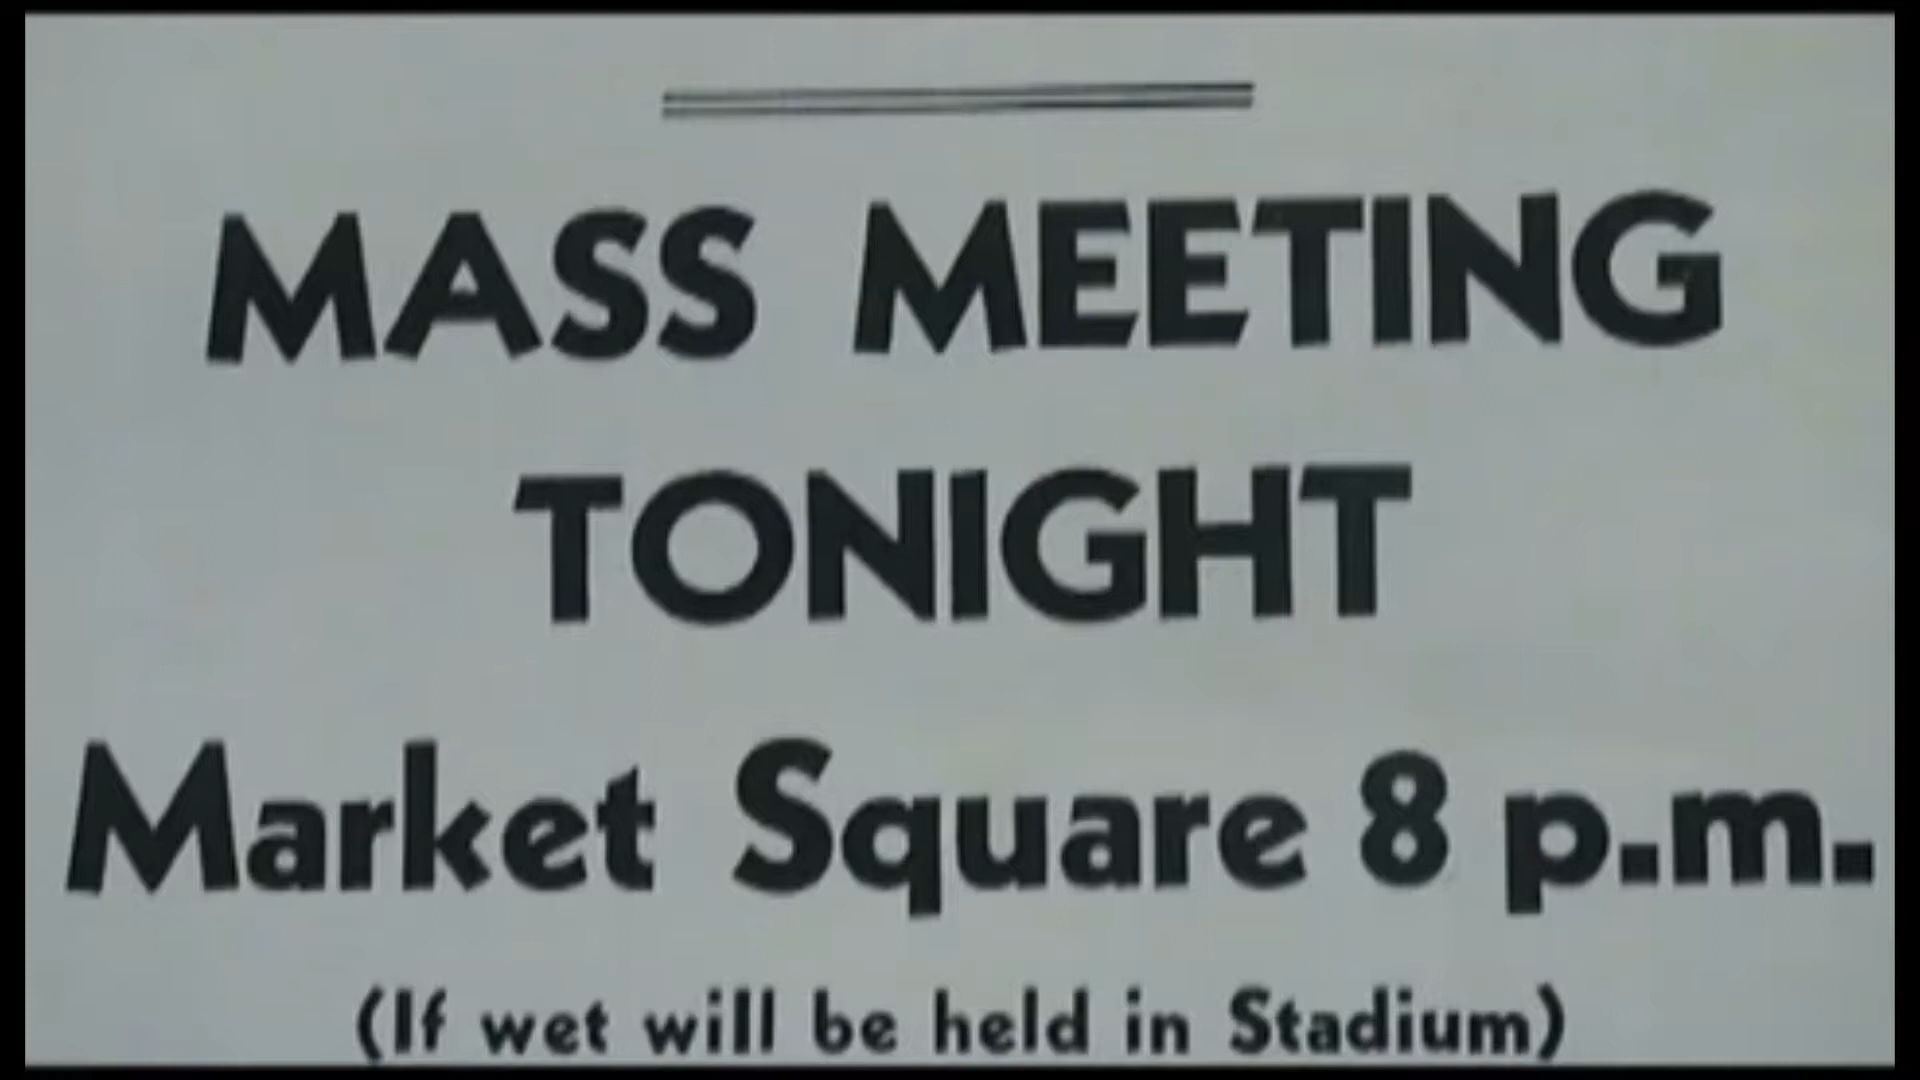 MASS MEETING
TONIGHT
Market Square 8 p.m.
(If wet will be held in Stadium)